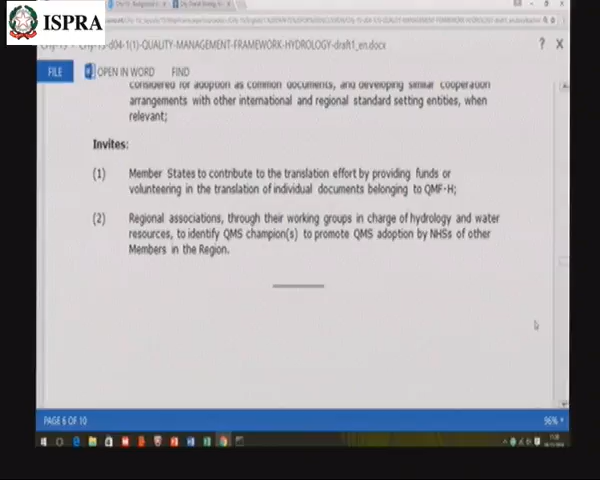 ISPRA
CHy-15-d04-1(1)-QUALITY-MANAGEMENT-FRAMEWORK-HYDROLOGY-draft1_en.docx
? X
FILE OPEN IN WORD FIND
considered for adoption as common documents, and developing similar cooperation
arrangements with other international and regional standard setting entities, when
relevant;
Invites:
(1) Member States to contribute to the translation effort by providing funds or
volunteering in the translation of individual documents belonging to QMF-H;
(2) Regional associations, through their working groups in charge of hydrology and water
resources, to identify QMS champion(s) to promote QMS adoption by NHSs of other
Members in the Region.
PAGE 6 OF 10
96%